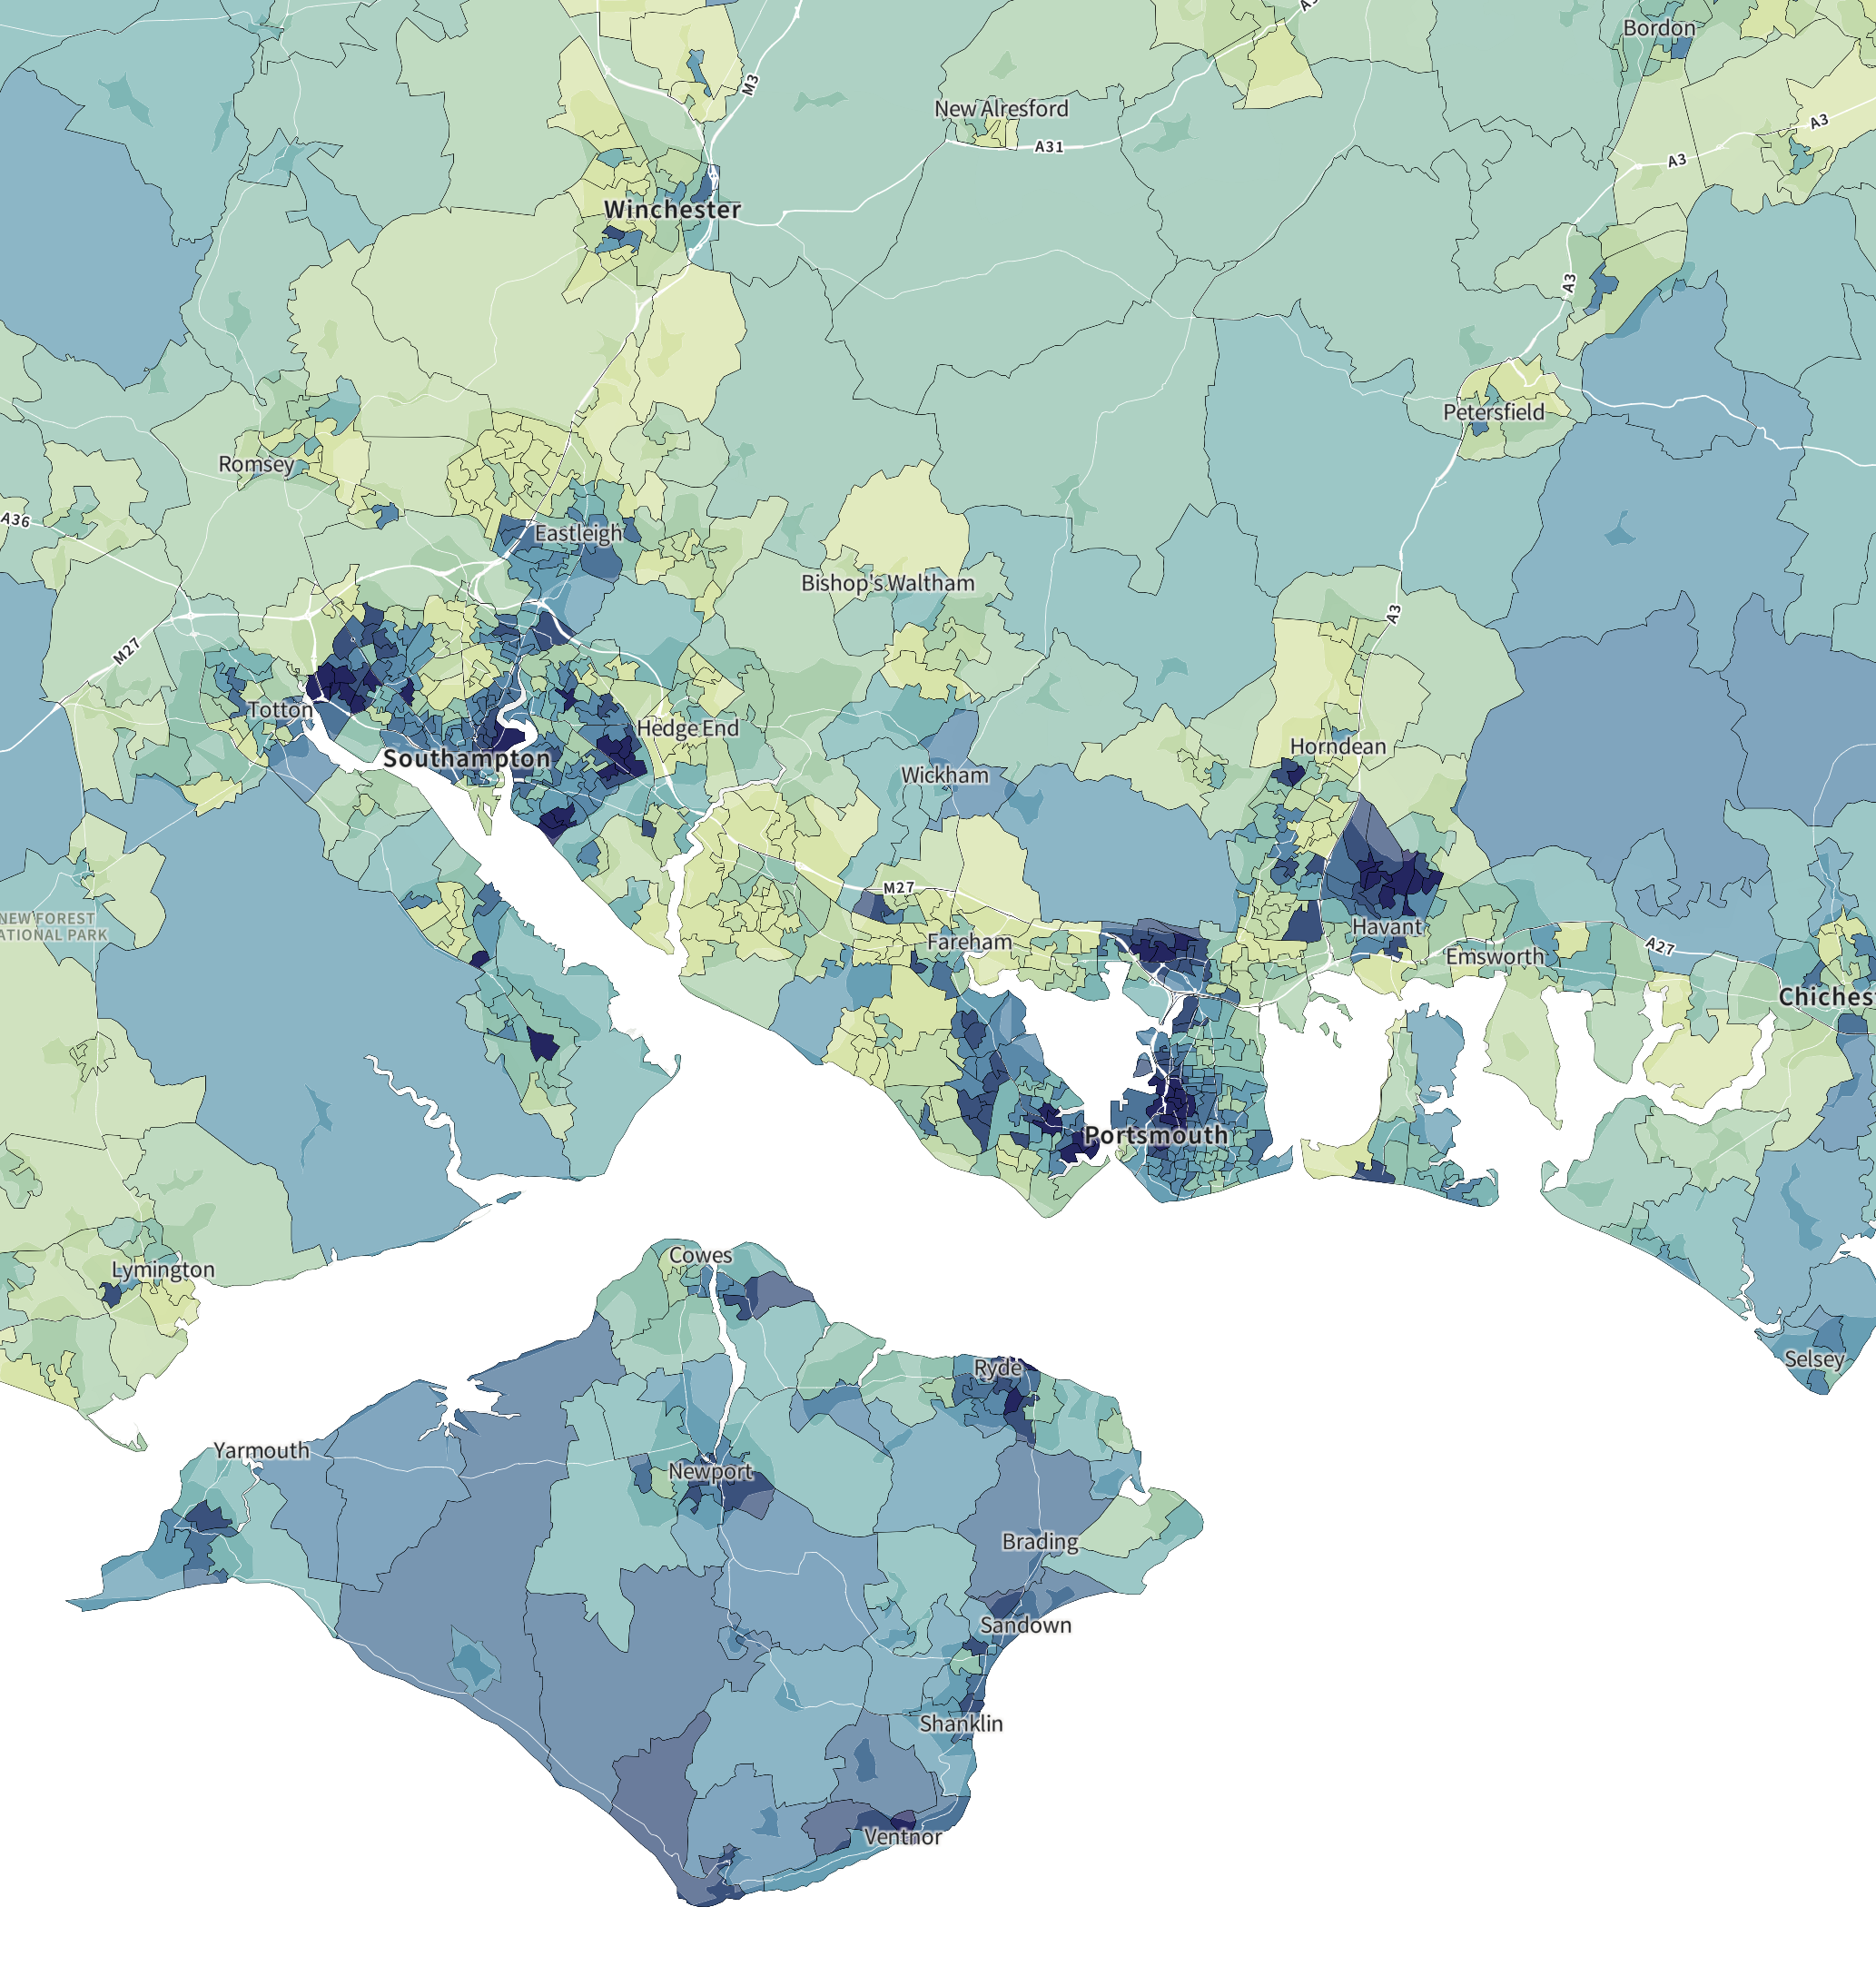 Bordon
M3
New Alresford
A31
A3
A3
Winchester
A3
Petersfield
Romsey
A36
Eastleigh
Bishop's Waltham
A3
M27
Totton
Hedge End
Southampton
Horndean
Wickham
M27
NEW FOREST
ATIONAL PARK
Havant
Fareham
Emsworth
A27
Chiches
Portsmouth
Cowes
Lymington
Selsey
Ryde
Yarmouth
Newport
Brading
Sandown
Shanklin
Ventnor